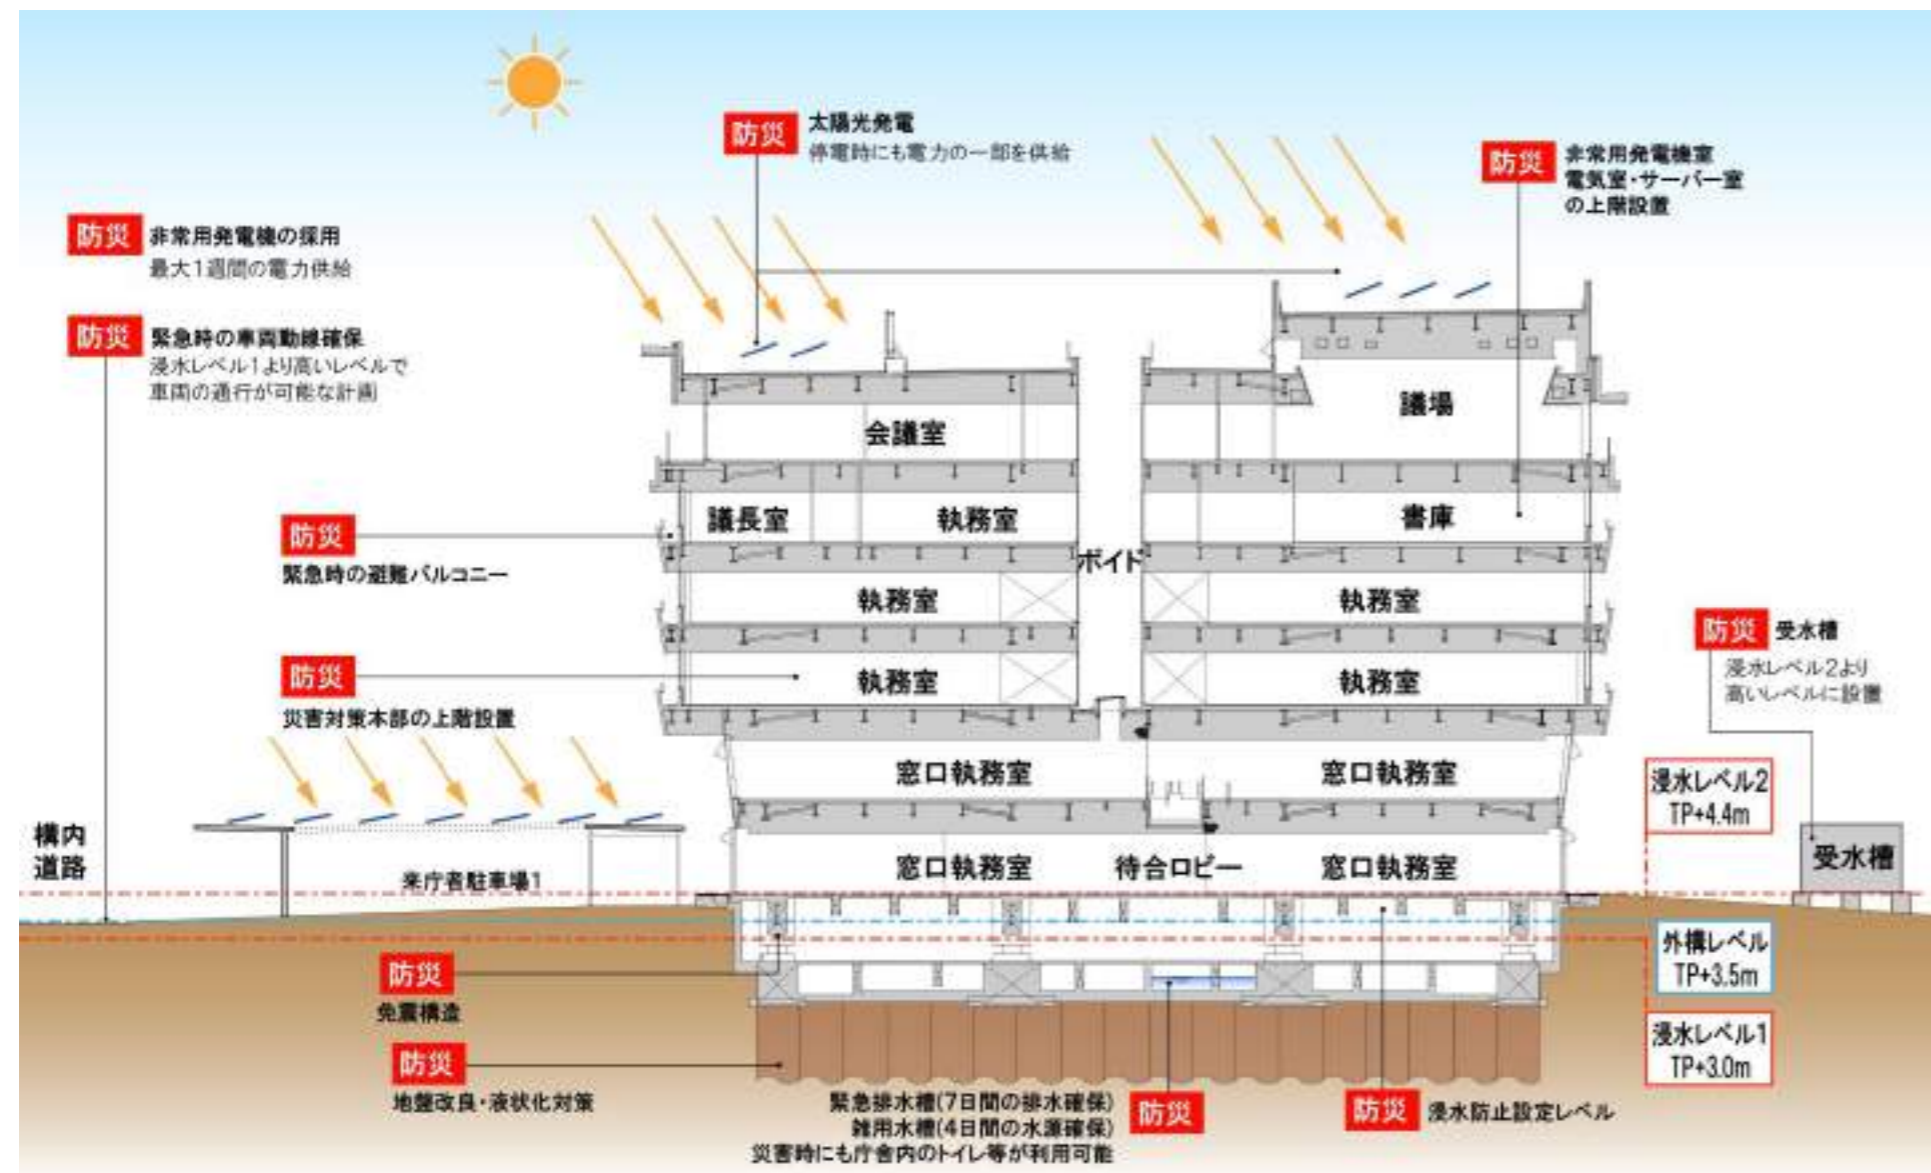 防災 太陽光発電
停電時にも電力の一部を供給
防災 非常用発電機室
電気室・サーバー室
の上階設置
防災 非常用発電機の採用
最大1週間の電力供給
防災 緊急時の車両動線確保
浸水レベル1より高いレベルで
車両の通行が可能な計画
議場
会議室
議長室 執務室 書庫
防災
緊急時の避難バルコニー
ボイド
執務室 執務室
防災 受水槽
浸水レベル2より
高いレベルに設置
防災
災害対策本部の上階設置
執務室 執務室
窓口執務室 窓口執務室
浸水レベル2
TP+4.4m
構内
道路
来庁者駐車場1
窓口執務室 待合ロビー 窓口執務室
受水槽
外構レベル
TP+3.5m
防災
免震構造
浸水レベル1
TP+3.0m
防災
地盤改良・液状化対策
緊急排水槽(7日間の排水確保)
雑用水槽(4日間の水源確保)
災害時にも庁舎内のトイレ等が利用可能
防災
防災 浸水防止設定レベル